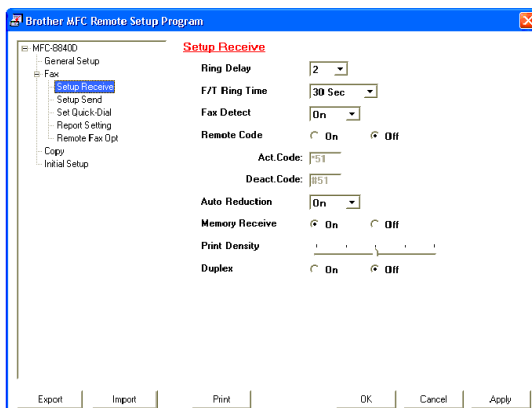 Brother MFC Remote Setup Program
MFC-8840D
General Setup
Fax
Setup Receive
Setup Send
Set Quick-Dial
Report Setting
Remote Fax Opt
Copy
Initial Setup
Setup Receive
Ring Delay 2
F/T Ring Time 30 Sec
Fax Detect On
Remote Code On Off
Act.Code: *51
Deact.Code: #51
Auto Reduction On
Memory Receive On Off
Print Density
Duplex On Off
Export Import Print OK Cancel Apply